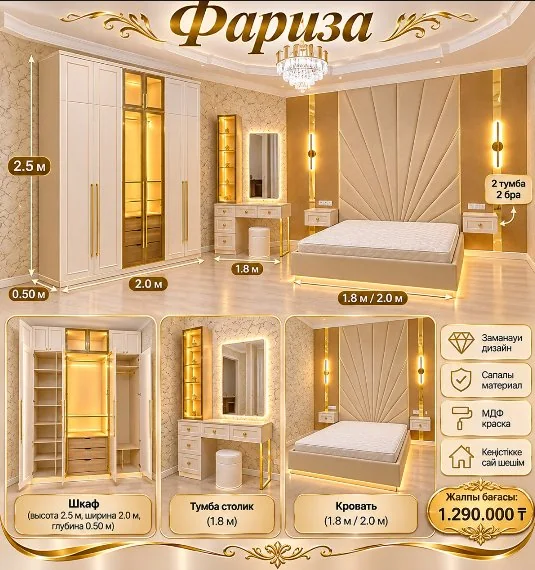 Фариза
2.5 м
0.50 м
2.0 м
1.8 м
1.8 м / 2.0 м
2 тумба
2 бра
Заманауи
дизайн
Сапалы
материал
МДФ
краска
Кеңістікке
сай шешім
Шкаф
(высота 2.5 м, ширина 2.0 м,
глубина 0.50 м)
Тумба столик
(1.8 м)
Кровать
(1.8 м / 2.0 м)
Жалпы бағасы:
1.290.000 ₸